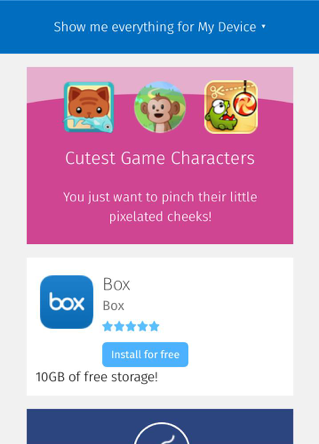 Show me everything for My Device ▾
Cutest Game Characters
You just want to pinch their little
pixelated cheeks!
box
Box
Box
Install for free
10GB of free storage!